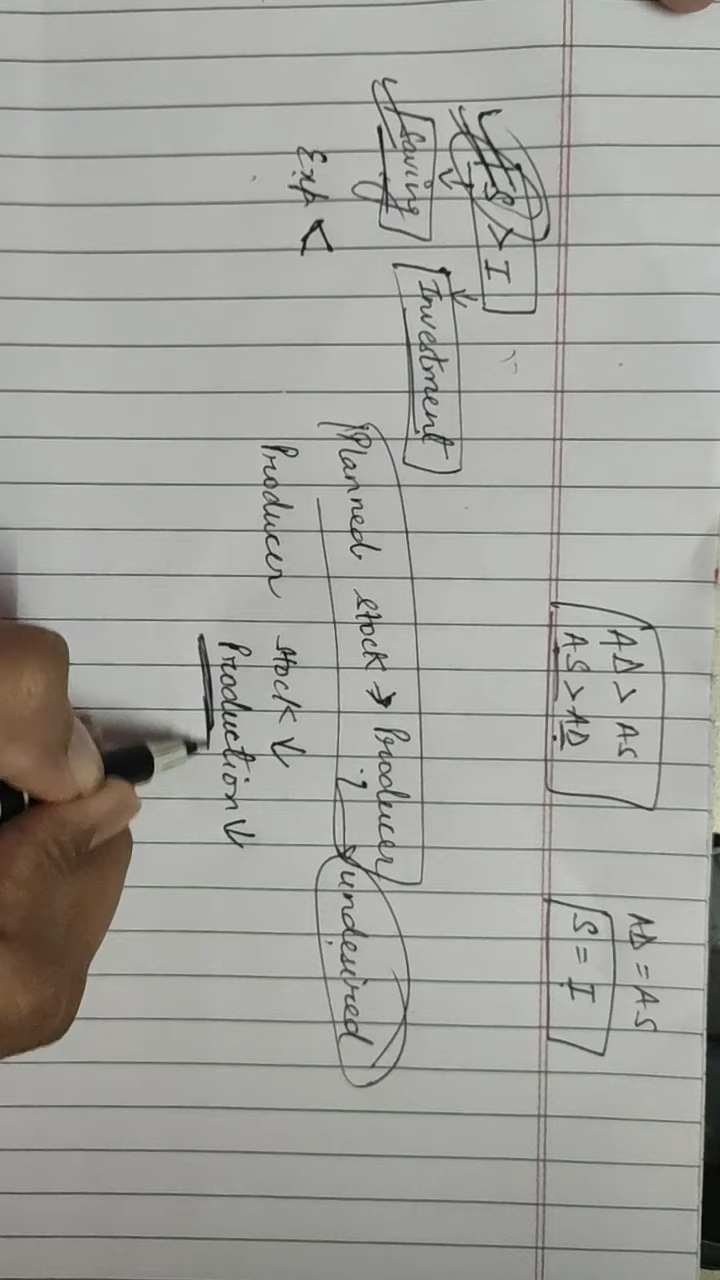 AD > AS
AD = AS
AS > AD
S = I
S > I
Saving
Investment
Exp <
Planned stock → Producer
undesired
Producer stock ↓
Production ↓